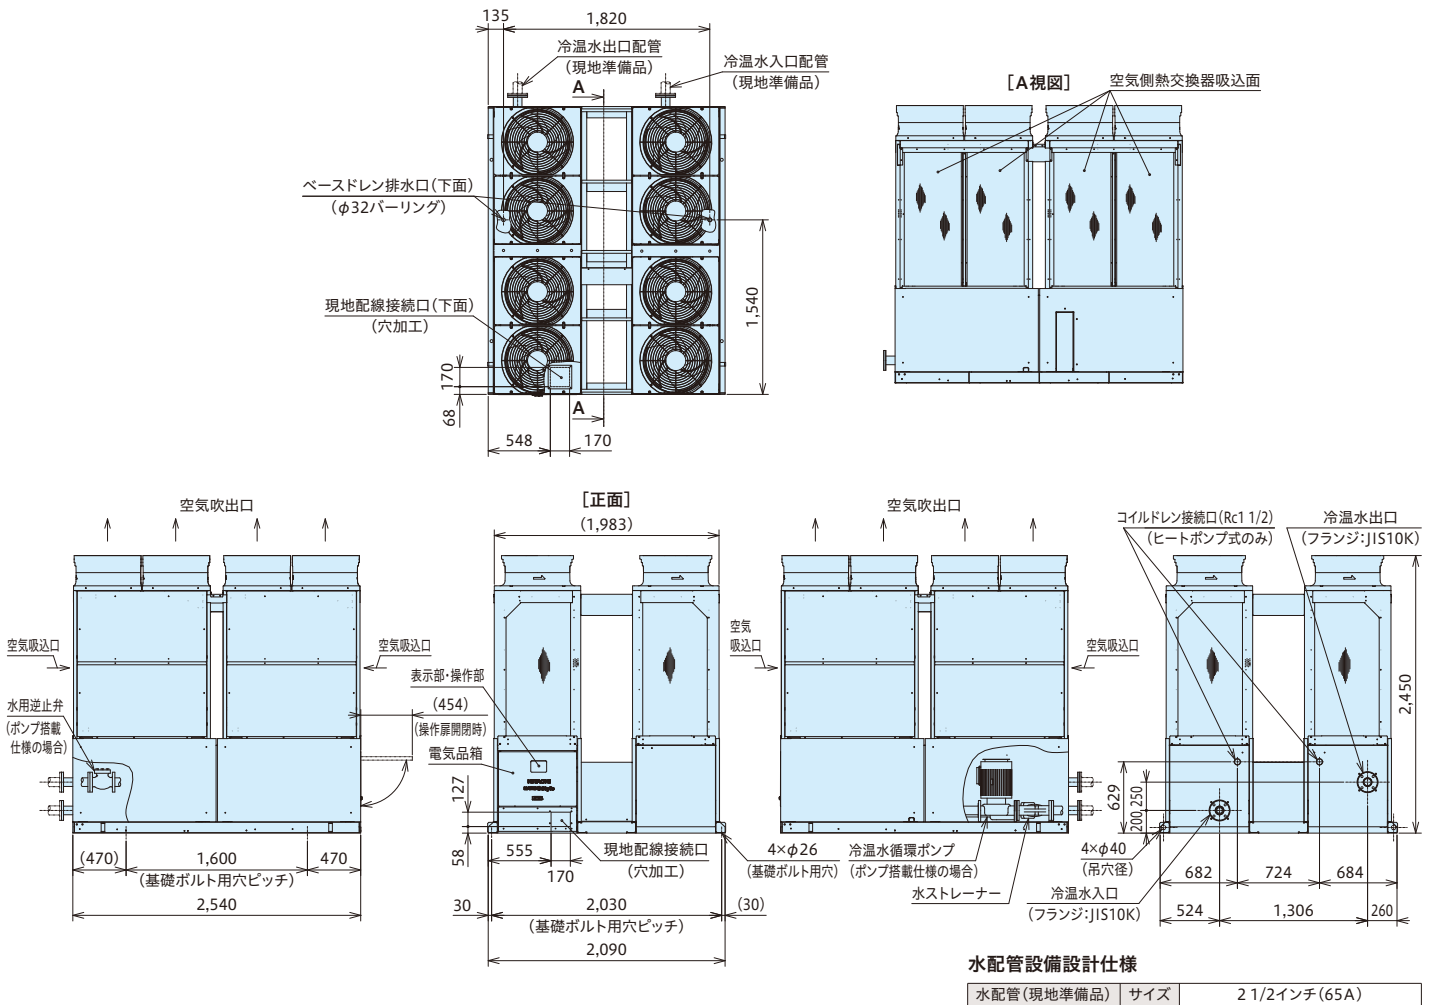 135
1,820
冷温水出口配管
(現地準備品)
冷温水入口配管
(現地準備品)
A
ベースドレン排水口(下面)
(φ32バーリング)
現地配線接続口(下面)
(穴加工)
1,540
170
68
A
548
170
[A視図]
空気側熱交換器吸込面
空気吹出口
空気吸込口
空気吸込口
水用逆止弁
(ポンプ搭載
仕様の場合)
(454)
(操作扉開閉時)
(470)
1,600
470
(基礎ボルト用穴ピッチ)
2,540
[正面]
(1,983)
表示部・操作部
電気品箱
127
58
555
170
現地配線接続口
(穴加工)
4×φ26
(基礎ボルト用穴)
30
2,030
(30)
(基礎ボルト用穴ピッチ)
2,090
空気吹出口
空気
吸込口
空気吸込口
冷温水循環ポンプ
(ポンプ搭載仕様の場合)
水ストレーナー
コイルドレン接続口(Rc1 1/2)
(ヒートポンプ式のみ)
冷温水出口
(フランジ:JIS10K)
2,450
629
200
250
4×φ40
(吊穴径)
冷温水入口
(フランジ:JIS10K)
682
724
684
524
1,306
260
水配管設備設計仕様
水配管(現地準備品) サイズ 2 1/2インチ(65A)